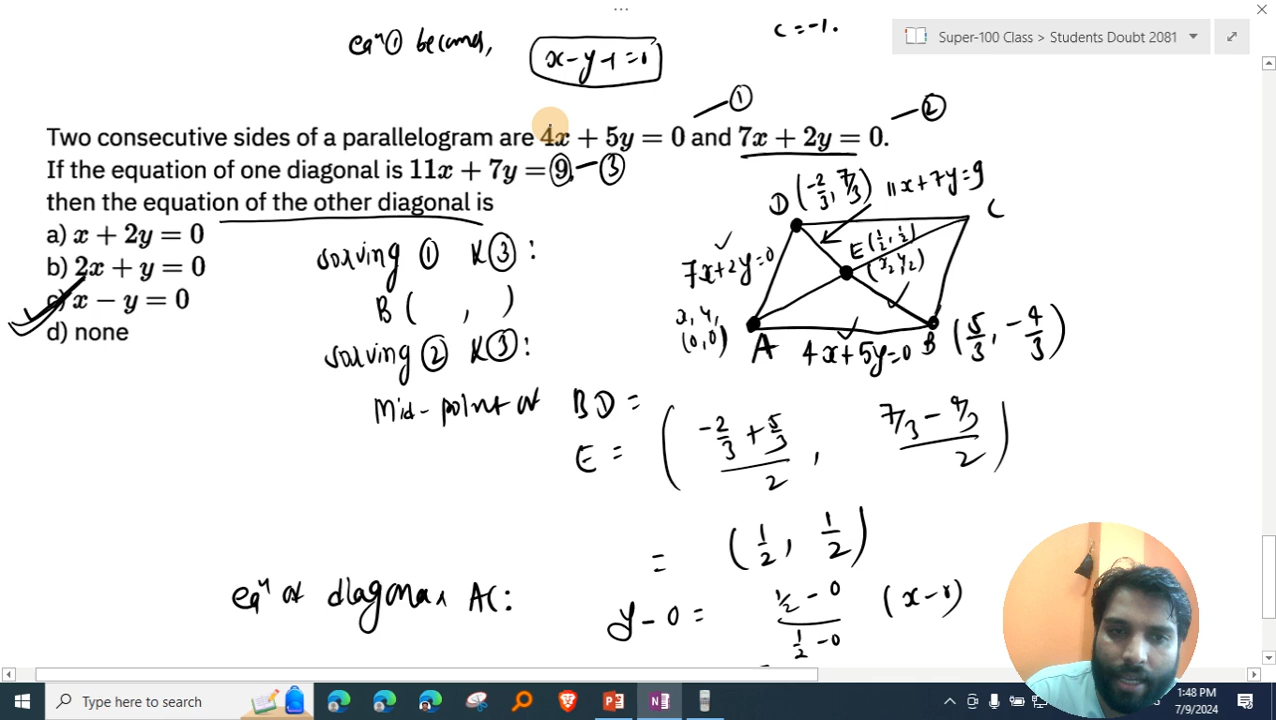 eqⁿ ① becomes, x-y+1=0
c = -1.
Super-100 Class > Students Doubt 2081
Two consecutive sides of a parallelogram are 4x + 5y = 0 and 7x + 2y = 0.
① ②
If the equation of one diagonal is 11x + 7y = 9, ③
then the equation of the other diagonal is
a) x + 2y = 0
b) 2x + y = 0
c) x − y = 0
d) none
solving ① & ③ :
B ( , )
solving ② & ③ :
D (-2/3, 7/3) 11x+7y=9
C
E (1/2, 1/2)
(x₂, y₂)
7x+2y=0
x, y,
(0,0)
A 4x+5y=0 B (5/3, -4/3)
Mid-point of BD =
E = ( (-2/3 + 5/3)/2 , (7/3 - 4/3)/2 )
= (1/2, 1/2)
eqⁿ of diagonal AC:
y-0 = (1/2 - 0)/(1/2 - 0) (x-0)
Type here to search
1:48 PM
7/9/2024